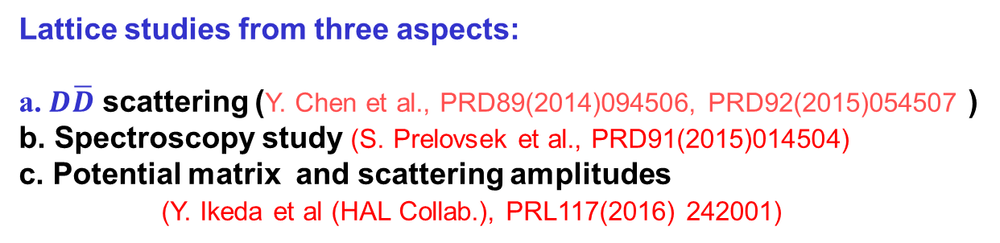 Lattice studies from three aspects:
a. DD̅ scattering (Y. Chen et al., PRD89(2014)094506, PRD92(2015)054507 )
b. Spectroscopy study (S. Prelovsek et al., PRD91(2015)014504)
c. Potential matrix and scattering amplitudes
(Y. Ikeda et al (HAL Collab.), PRL117(2016) 242001)